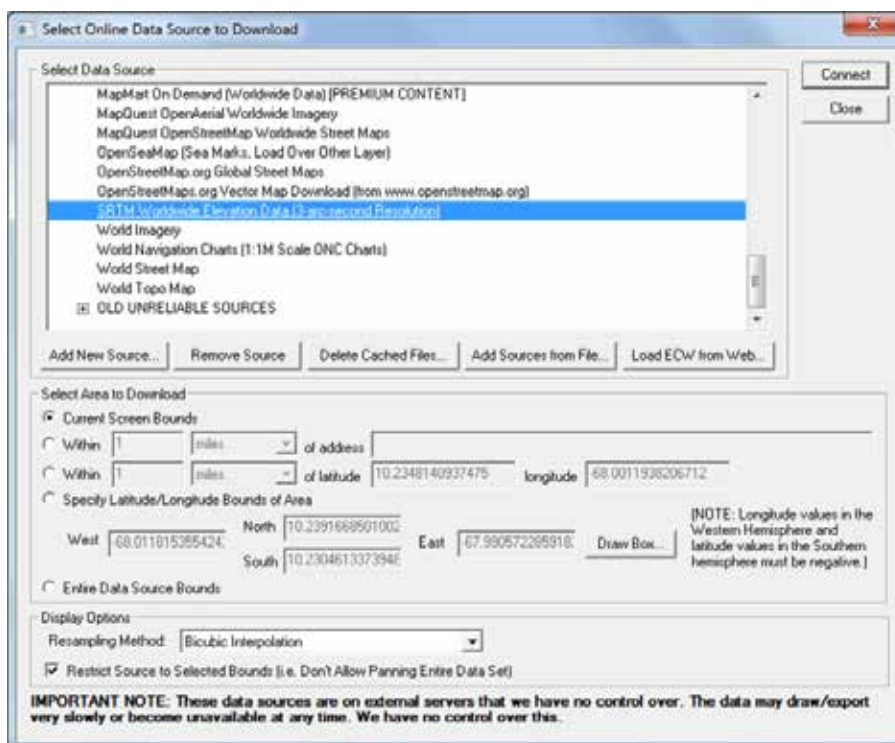 Select Online Data Source to Download
Select Data Source
Connect
Close
MapMart On-Demand (Worldwide Data) [PREMIUM CONTENT]
MapQuest OpenAerial Worldwide Imagery
MapQuest OpenStreetMap Worldwide Street Maps
OpenSeaMap (Sea Marks, Load Over Other Layer)
OpenStreetMap.org Global Street Maps
OpenStreetMaps.org Vector Map Download (from www.openstreetmap.org)
SRTM Worldwide Elevation Data (3-arc-second Resolution)
World Imagery
World Navigation Charts (1:1M Scale ONC Charts)
World Street Map
World Topo Map
OLD UNRELIABLE SOURCES
Add New Source... Remove Source Delete Cached Files... Add Sources from File... Load ECW from Web...
Select Area to Download
Current Screen Bounds
Within 1 miles of address
Within 1 miles of latitude 10.2348140937475 longitude -68.0011938206712
Specify Latitude/Longitude Bounds of Area
West -68.011815355424 North 10.2391668501002 East -67.990572285918 Draw Box...
South 10.230461337394
[NOTE: Longitude values in the
Western Hemisphere and
latitude values in the Southern
hemisphere must be negative.]
Entire Data Source Bounds
Display Options
Resampling Method: Bicubic Interpolation
Restrict Source to Selected Bounds (i.e. Don't Allow Panning Entire Data Set)
IMPORTANT NOTE: These data sources are on external servers that we have no control over. The data may draw/export
very slowly or become unavailable at any time. We have no control over this.